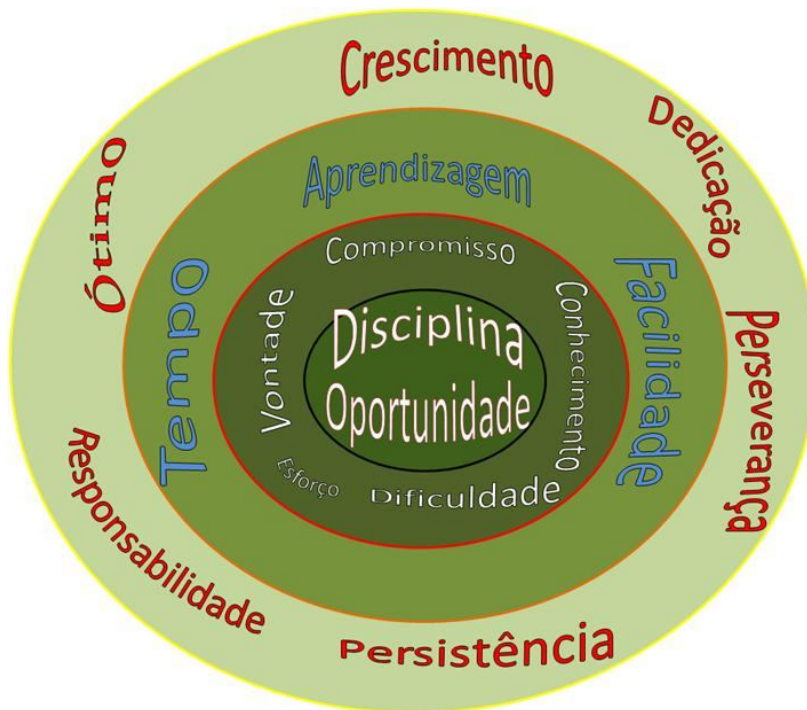 Crescimento
Dedicação
Ótimo
Aprendizagem
Compromisso
Tempo
Vontade
Disciplina
Oportunidade
Conhecimento
Facilidade
Perseverança
Esforço
Dificuldade
Responsabilidade
Persistência